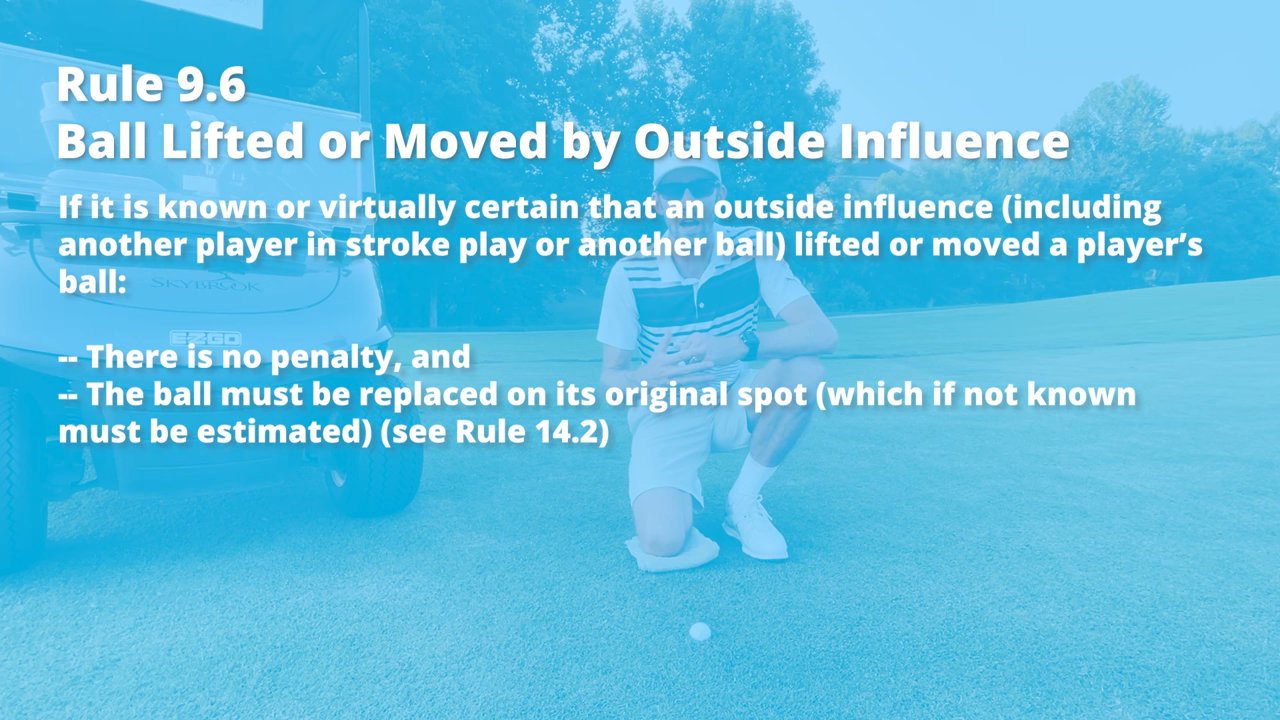 Rule 9.6
Ball Lifted or Moved by Outside Influence
If it is known or virtually certain that an outside influence (including
another player in stroke play or another ball) lifted or moved a player’s
ball:
-- There is no penalty, and
-- The ball must be replaced on its original spot (which if not known
must be estimated) (see Rule 14.2)
SKYBROOK
EZGO